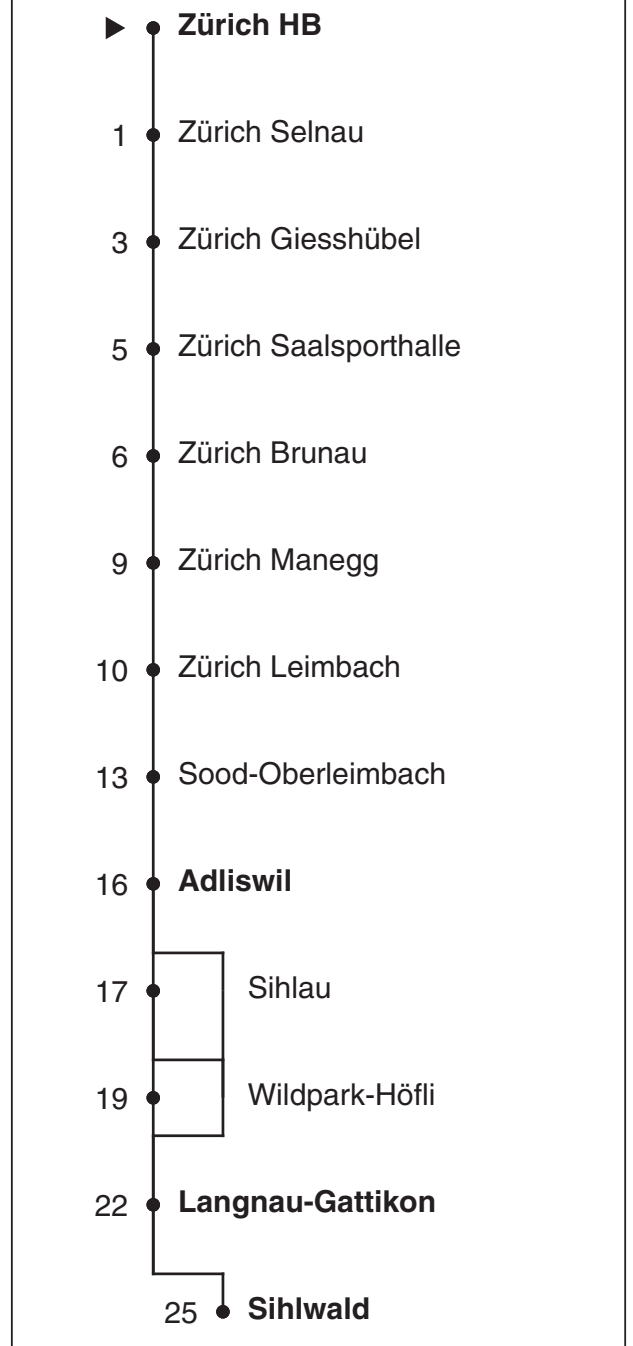 Zürich HB
1 Zürich Selnau
3 Zürich Giesshübel
5 Zürich Saalsporthalle
6 Zürich Brunau
9 Zürich Manegg
10 Zürich Leimbach
13 Sood-Oberleimbach
16 Adliswil
17 Sihlau
19 Wildpark-Höfli
22 Langnau-Gattikon
25 Sihlwald